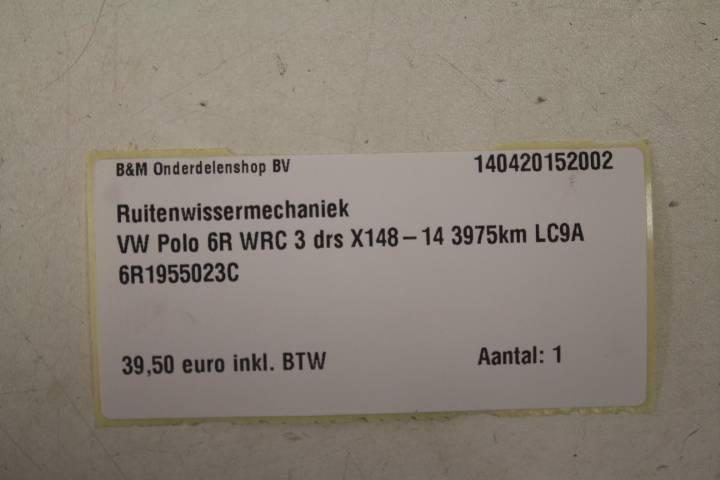 B&M Onderdelenshop BV 140420152002
Ruitenwissermechaniek
VW Polo 6R WRC 3 drs X148-14 3975km LC9A
6R1955023C
39,50 euro inkl. BTW Aantal: 1